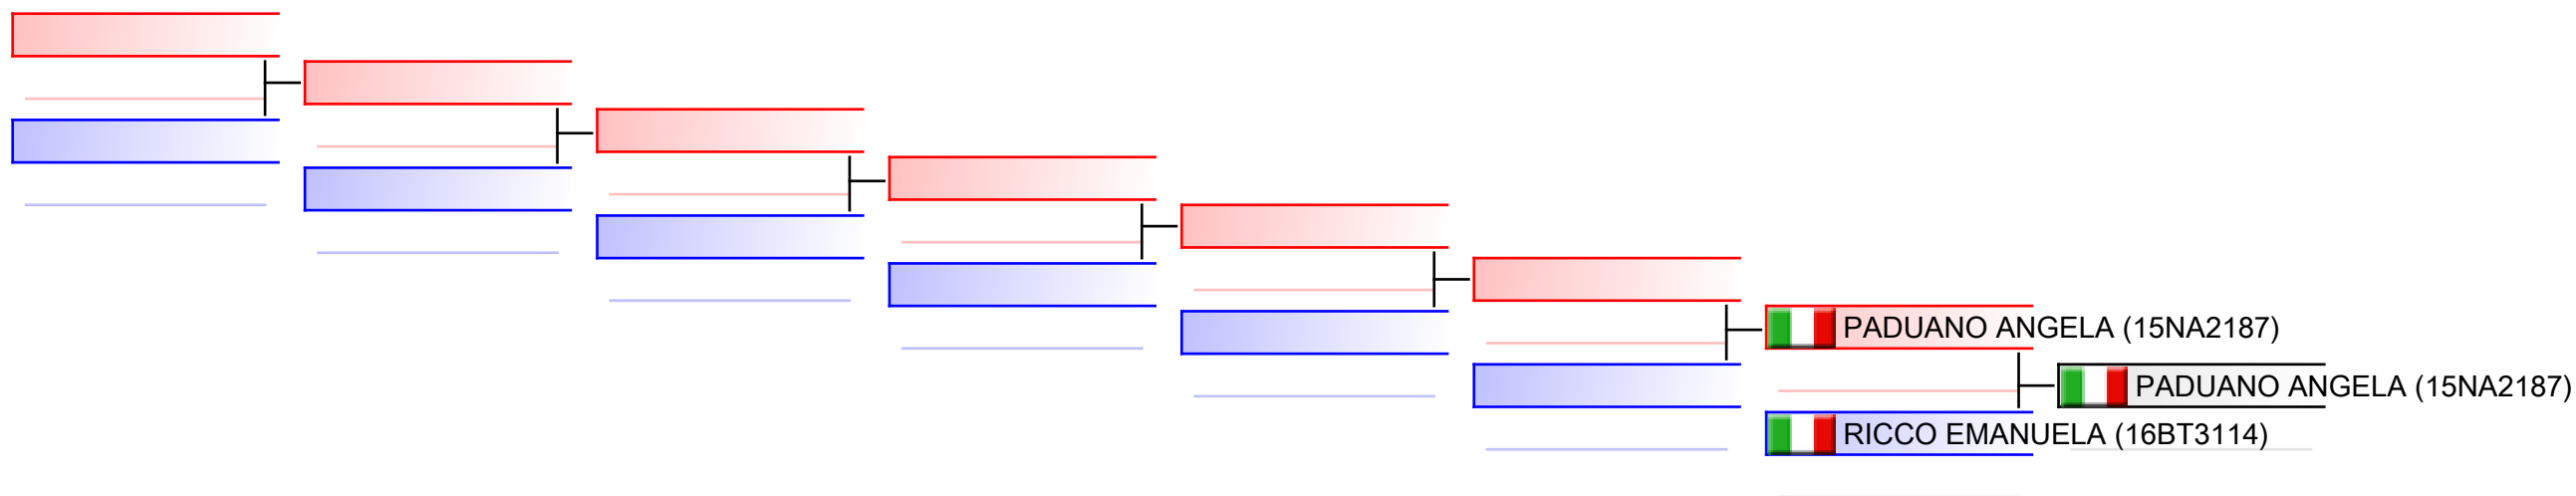 PADUANO ANGELA (15NA2187)
PADUANO ANGELA (15NA2187)
RICCO EMANUELA (16BT3114)